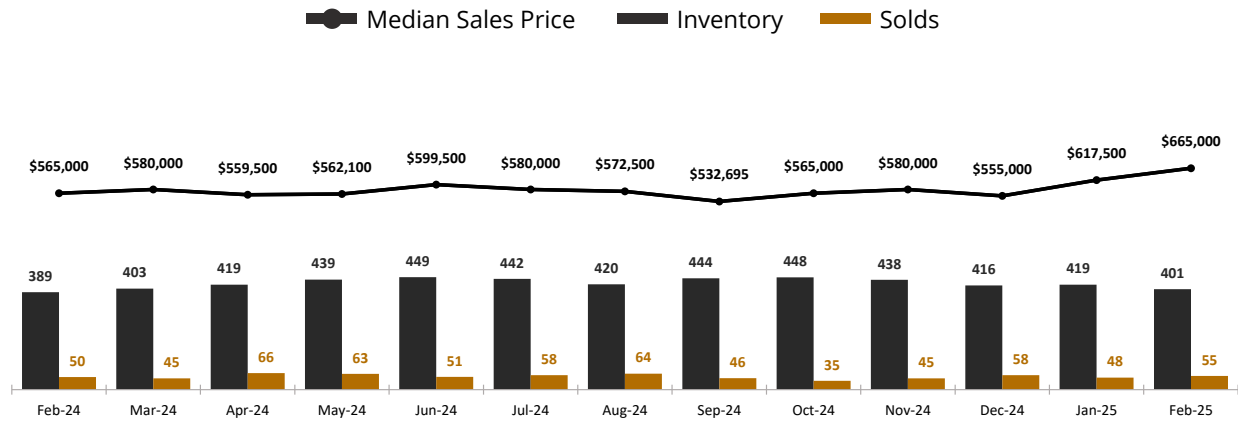 Median Sales Price Inventory Solds
$565,000 $580,000 $559,500 $562,100 $599,500 $580,000 $572,500 $532,695 $565,000 $580,000 $555,000 $617,500 $665,000
389 403 419 439 449 442 420 444 448 438 416 419 401
50 45 66 63 51 58 64 46 35 45 58 48 55
Feb-24 Mar-24 Apr-24 May-24 Jun-24 Jul-24 Aug-24 Sep-24 Oct-24 Nov-24 Dec-24 Jan-25 Feb-25